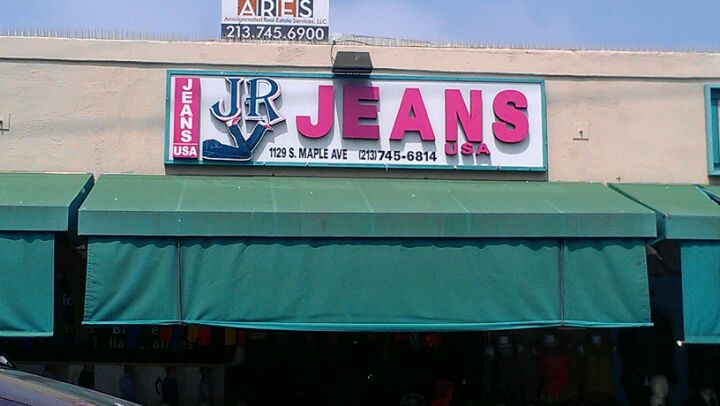 ARES
Amalgamated Real Estate Services, LLC
213.745.6900
JEANS
USA
JR JEANS
USA
1129 S. MAPLE AVE (213) 745-6814